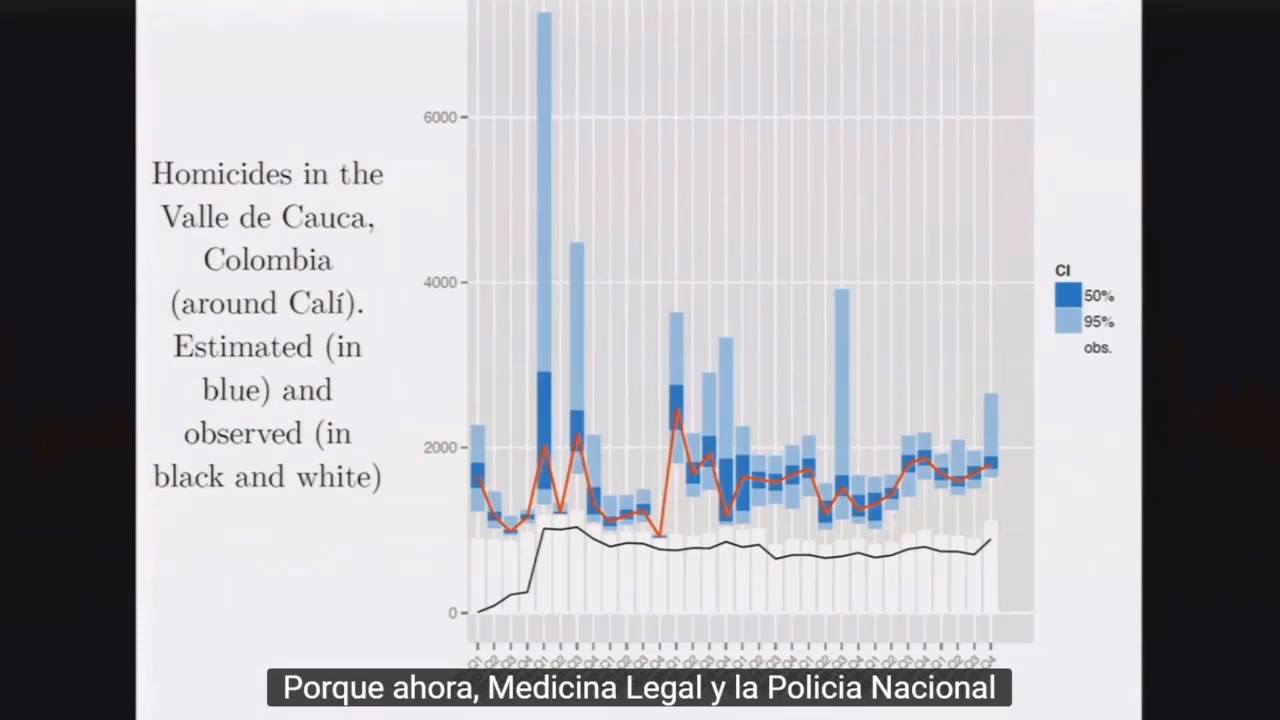 Homicides in the
Valle de Cauca,
Colombia
(around Calí).
Estimated (in
blue) and
observed (in
black and white)
6000
4000
2000
0
CI
50%
95%
obs.
Porque ahora, Medicina Legal y la Policia Nacional